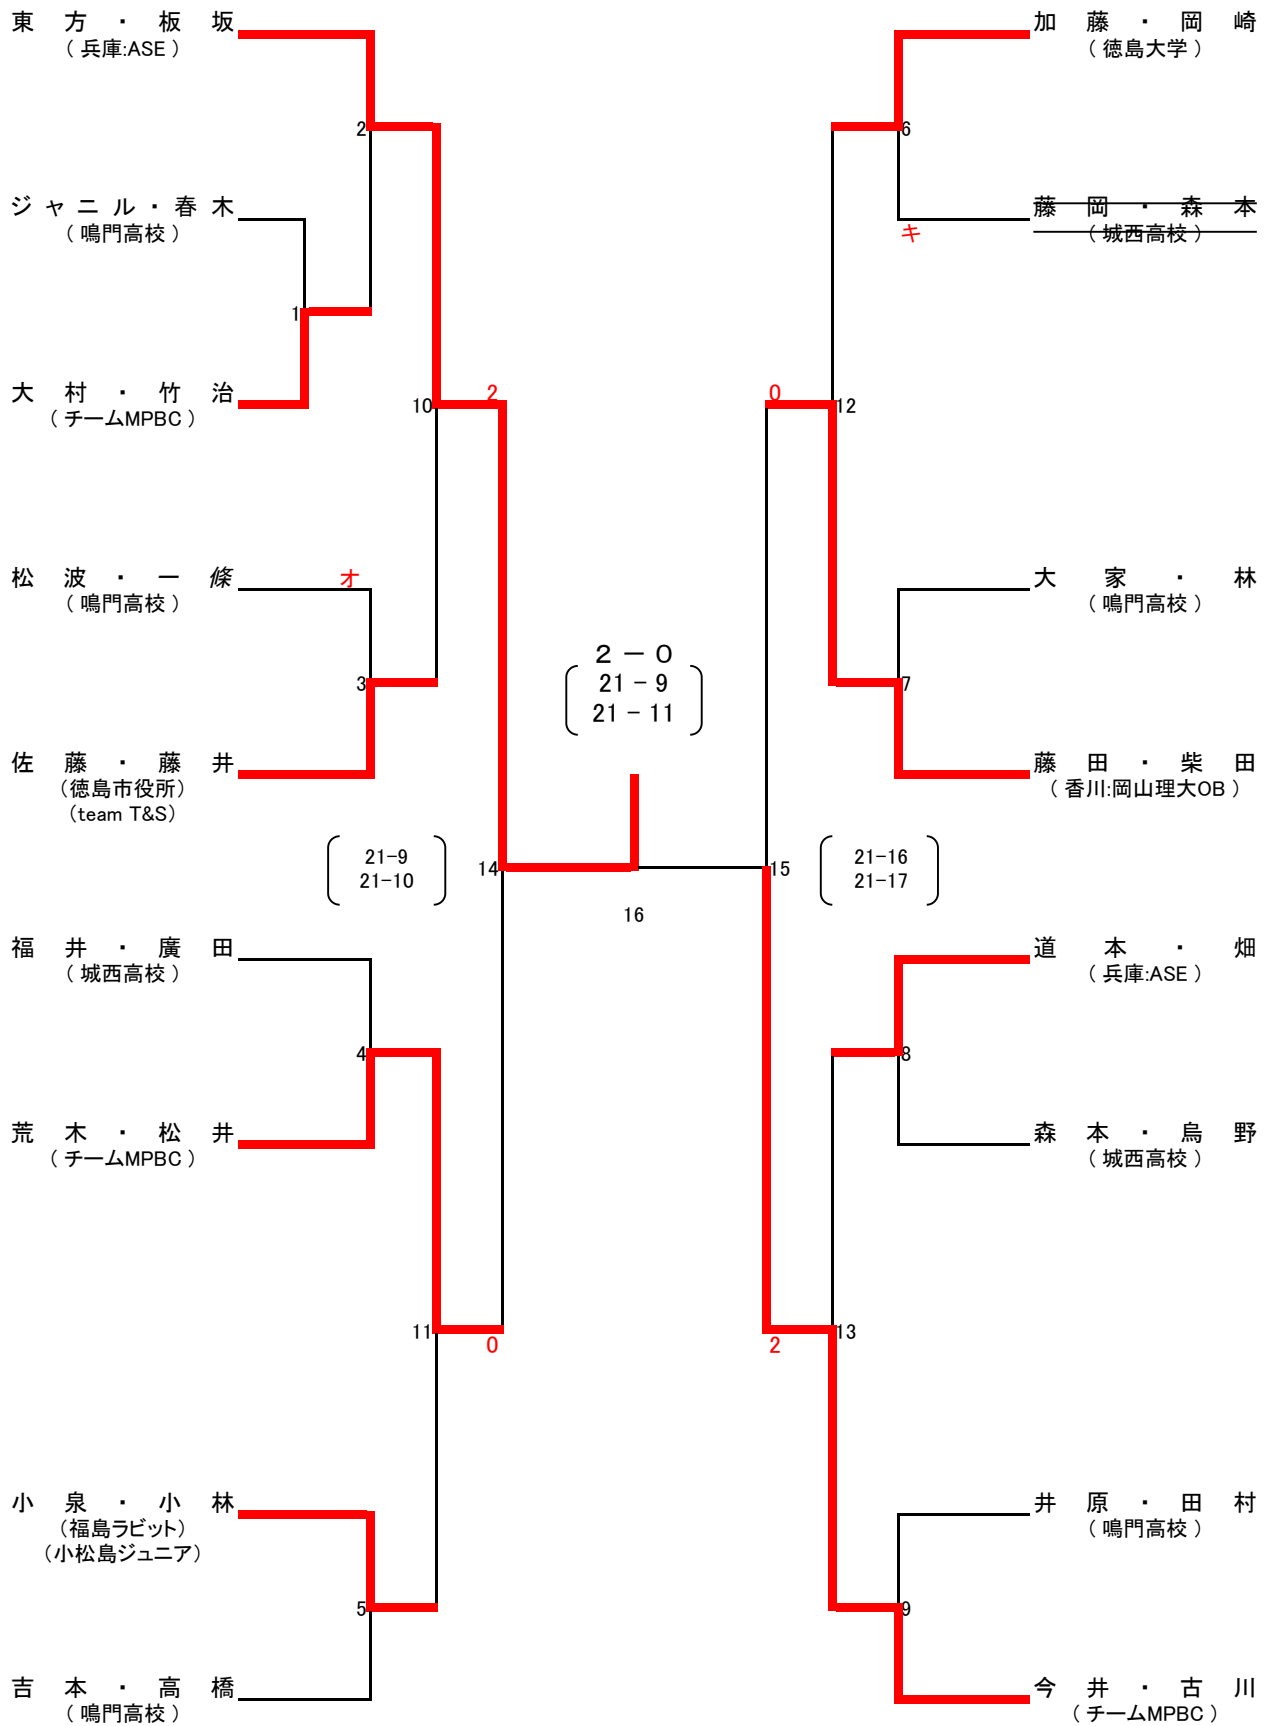 東方・板坂
（ 兵庫:ASE ）
2
ジャニル・春木
（ 鳴門高校 ）
1
大村・竹治
（ チームMPBC ）
10
2
松波・一條
（ 鳴門高校 ）
オ
3
佐藤・藤井
（徳島市役所）
（team T&S）
21-9
21-10
14
福井・廣田
（ 城西高校 ）
4
荒木・松井
（ チームMPBC ）
11
0
小泉・小林
（福島ラビット）
（小松島ジュニア）
5
吉本・高橋
（ 鳴門高校 ）
2 － 0
21 － 9
21 － 11
16
加藤・岡崎
（ 徳島大学 ）
6
藤岡・森本
（ 城西高校 ）
キ
0
12
大家・林
（ 鳴門高校 ）
7
藤田・柴田
（ 香川:岡山理大OB ）
15
21-16
21-17
道本・畑
（ 兵庫:ASE ）
8
森本・烏野
（ 城西高校 ）
2
13
井原・田村
（ 鳴門高校 ）
9
今井・古川
（ チームMPBC ）